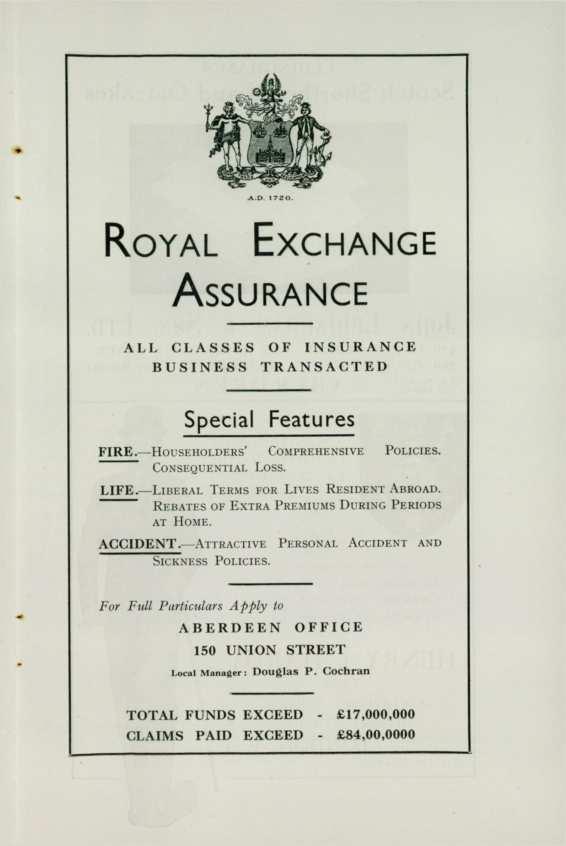 A.D. 1720.
ROYAL EXCHANGE
ASSURANCE
ALL CLASSES OF INSURANCE
BUSINESS TRANSACTED
Special Features
FIRE.—HOUSEHOLDERS' COMPREHENSIVE POLICIES.
CONSEQUENTIAL LOSS.
LIFE.—LIBERAL TERMS FOR LIVES RESIDENT ABROAD.
REBATES OF EXTRA PREMIUMS DURING PERIODS
AT HOME.
ACCIDENT.—ATTRACTIVE PERSONAL ACCIDENT AND
SICKNESS POLICIES.
For Full Particulars Apply to
ABERDEEN OFFICE
150 UNION STREET
Local Manager: Douglas P. Cochran
TOTAL FUNDS EXCEED - £17,000,000
CLAIMS PAID EXCEED - £84,00,0000